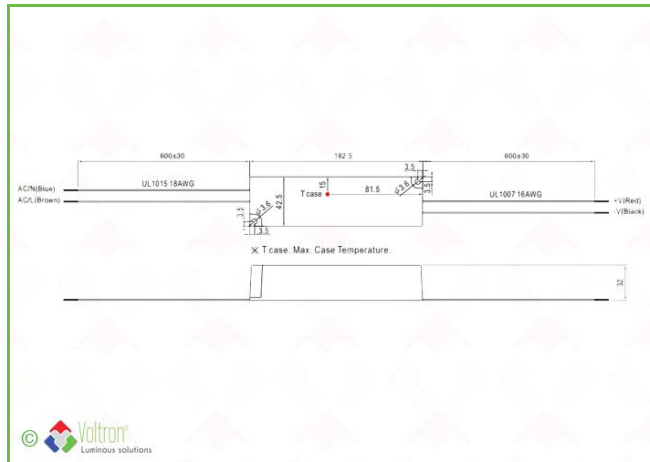 600±30
162.5
600±30
3.5
UL1015 18AWG
ϕ3.6
3.5
AC/N(Blue)
AC/L(Brown)
T case
15
81.5
UL1007 16AWG
+V(Red)
-V(Black)
42.5
3.5
ϕ3.6
3.5
※ T case: Max. Case Temperature.
32
© Voltron®
Luminous solutions